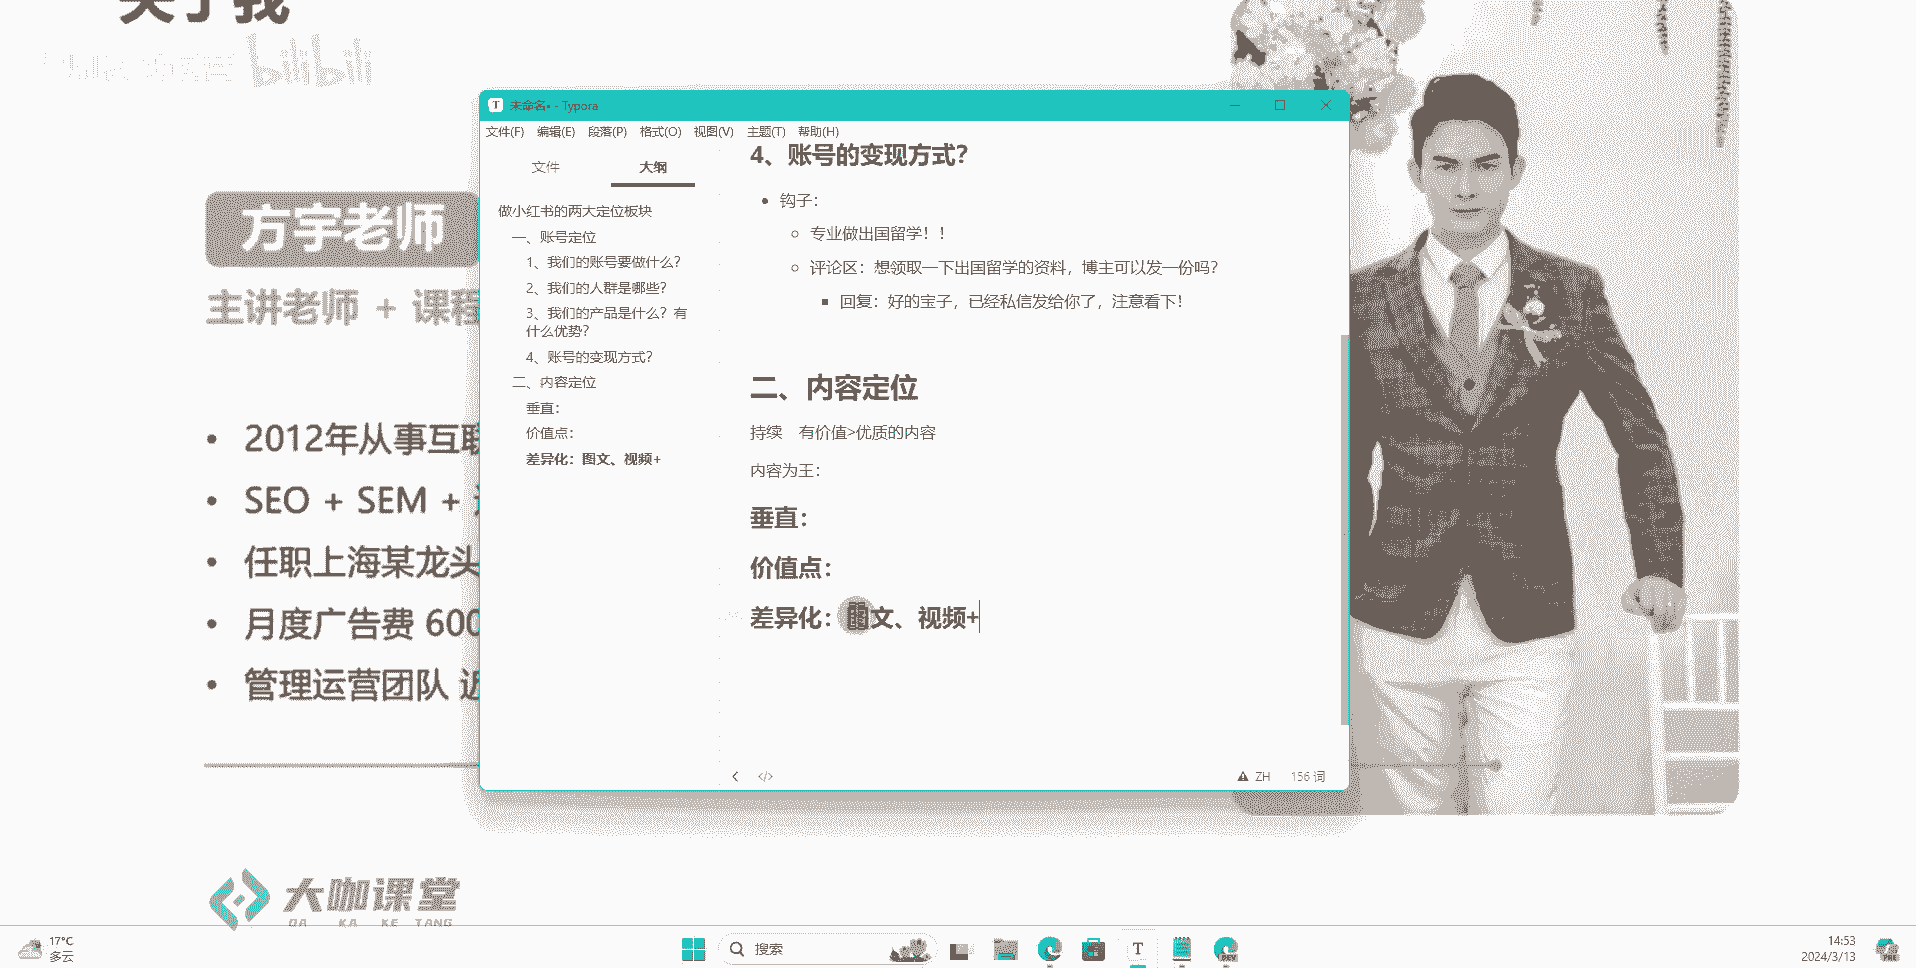 关于我
bilibili
方宇老师
主讲老师 + 课程
2012年从事互联
SEO + SEM +
任职上海某龙头
月度广告费 600
管理运营团队 近
大咖课堂
DA KA KE TANG
未命名• - Typora
文件(F) 编辑(E) 段落(P) 格式(O) 视图(V) 主题(T) 帮助(H)
文件 大纲
做小红书的两大定位板块
一、账号定位
1、我们的账号要做什么？
2、我们的人群是哪些？
3、我们的产品是什么？有
什么优势？
4、账号的变现方式？
二、内容定位
垂直：
价值点：
差异化：图文、视频+
4、账号的变现方式？
钩子：
专业做出国留学！！
评论区：想领取一下出国留学的资料，博主可以发一份吗？
回复：好的宝子，已经私信发给你了，注意看下！
二、内容定位
持续 有价值>优质的内容
内容为王：
垂直：
价值点：
差异化：图文、视频+
ZH 156 词
17°C
多云
搜索
T
DEV
14:53
2024/3/13
PRE